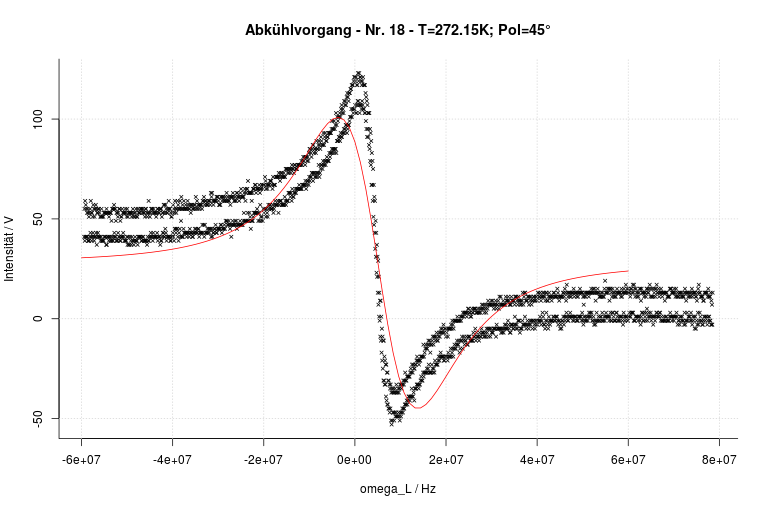 Abkühlvorgang - Nr. 18 - T=272.15K; Pol=45°
Intensität / V
100
50
0
-50
-6e+07 -4e+07 -2e+07 0e+00 2e+07 4e+07 6e+07 8e+07
omega_L / Hz